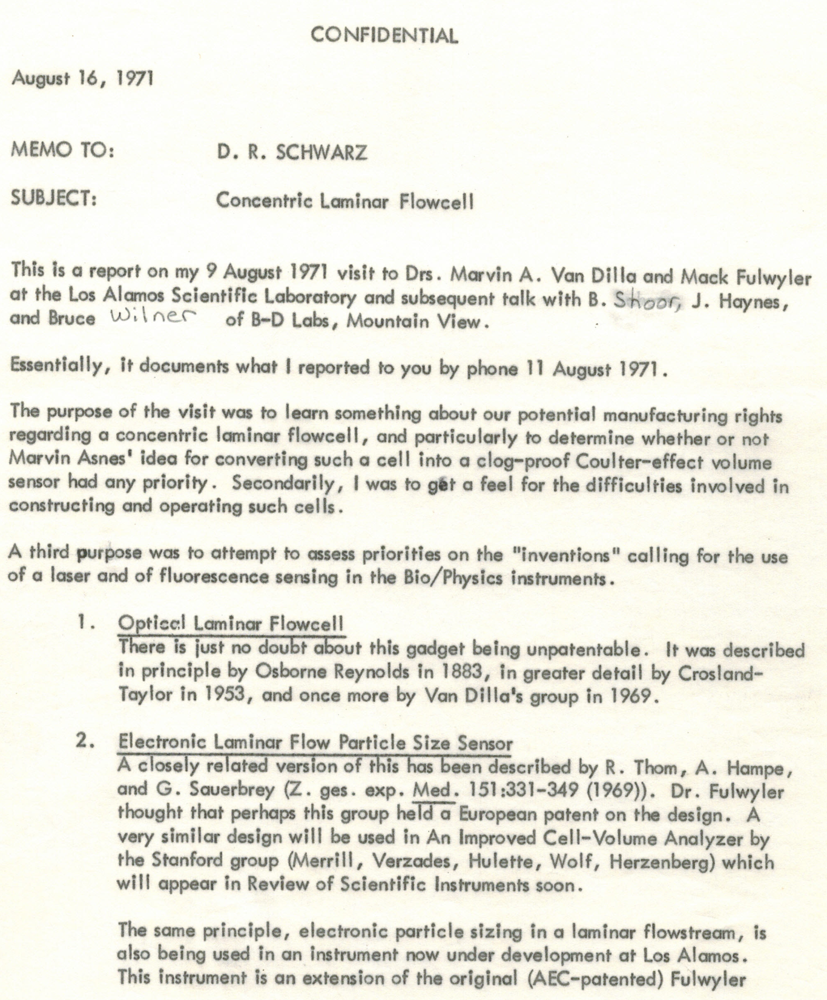 CONFIDENTIAL
August 16, 1971
MEMO TO: D. R. SCHWARZ
SUBJECT: Concentric Laminar Flowcell
This is a report on my 9 August 1971 visit to Drs. Marvin A. Van Dilla and Mack Fulwyler
at the Los Alamos Scientific Laboratory and subsequent talk with B. Shoor, J. Haynes,
and Bruce Wilner of B-D Labs, Mountain View.
Essentially, it documents what I reported to you by phone 11 August 1971.
The purpose of the visit was to learn something about our potential manufacturing rights
regarding a concentric laminar flowcell, and particularly to determine whether or not
Marvin Asnes' idea for converting such a cell into a clog-proof Coulter-effect volume
sensor had any priority. Secondarily, I was to get a feel for the difficulties involved in
constructing and operating such cells.
A third purpose was to attempt to assess priorities on the "inventions" calling for the use
of a laser and of fluorescence sensing in the Bio/Physics instruments.
1. Optical Laminar Flowcell
There is just no doubt about this gadget being unpatentable. It was described
in principle by Osborne Reynolds in 1883, in greater detail by Crosland-
Taylor in 1953, and once more by Van Dilla's group in 1969.
2. Electronic Laminar Flow Particle Size Sensor
A closely related version of this has been described by R. Thom, A. Hampe,
and G. Sauerbrey (Z. ges. exp. Med. 151:331-349 (1969)). Dr. Fulwyler
thought that perhaps this group held a European patent on the design. A
very similar design will be used in An Improved Cell-Volume Analyzer by
the Stanford group (Merrill, Verzades, Hulette, Wolf, Herzenberg) which
will appear in Review of Scientific Instruments soon.
The same principle, electronic particle sizing in a laminar flowstream, is
also being used in an instrument now under development at Los Alamos.
This instrument is an extension of the original (AEC-patented) Fulwyler